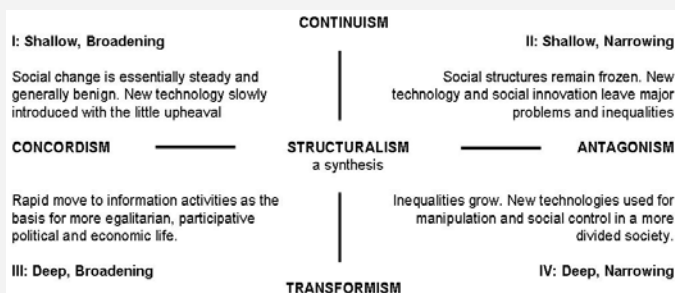 CONTINUISM
I: Shallow, Broadening
II: Shallow, Narrowing
Social change is essentially steady and
generally benign. New technology slowly
introduced with the little upheaval
Social structures remain frozen. New
technology and social innovation leave major
problems and inequalities
CONCORDISM
STRUCTURALISM
a synthesis
ANTAGONISM
Rapid move to information activities as the
basis for more egalitarian, participative
political and economic life.
Inequalities grow. New technologies used for
manipulation and social control in a more
divided society.
III: Deep, Broadening
IV: Deep, Narrowing
TRANSFORMISM